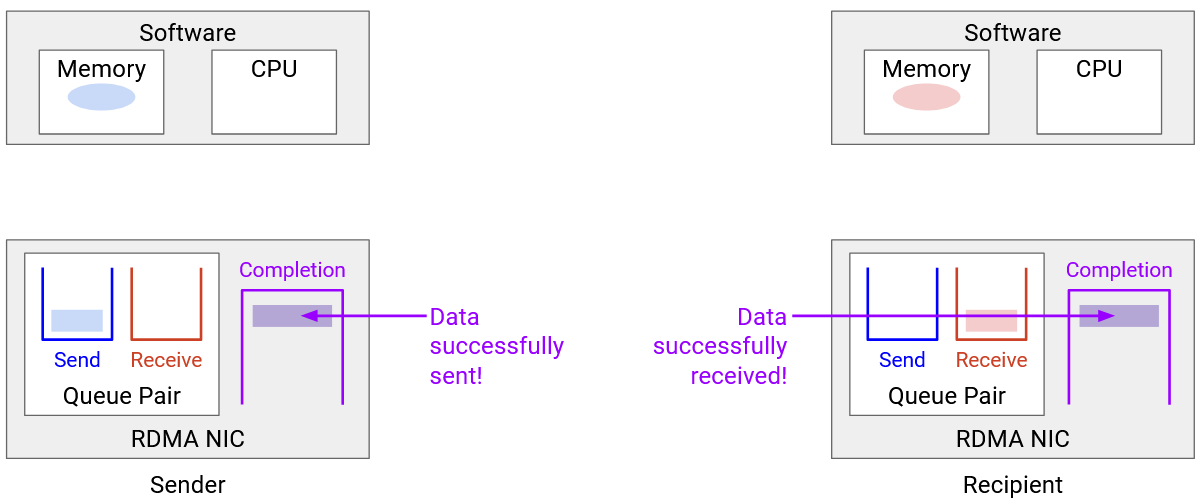 Software
Memory
CPU
Software
Memory
CPU
Completion
Send
Receive
Queue Pair
RDMA NIC
Sender
Data
successfully
sent!
Data
successfully
received!
Completion
Send
Receive
Queue Pair
RDMA NIC
Recipient